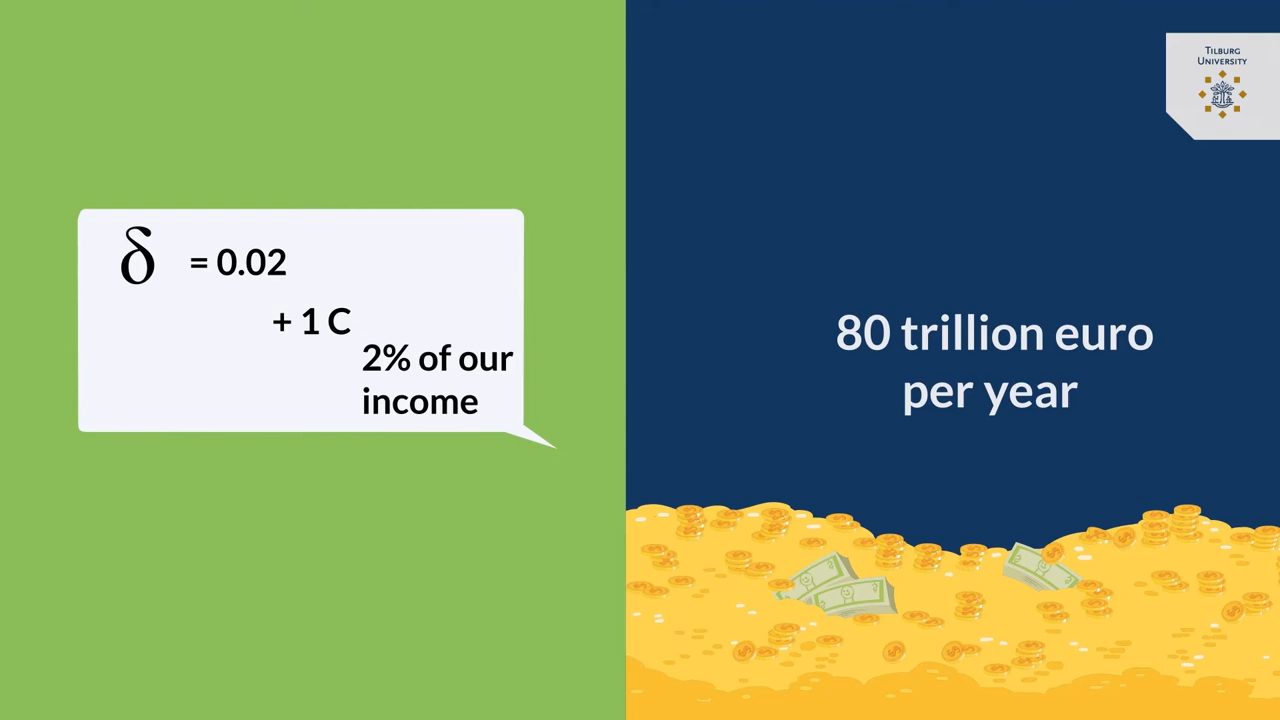 δ = 0.02
+ 1 C
2% of our
income
80 trillion euro
per year
TILBURG
UNIVERSITY